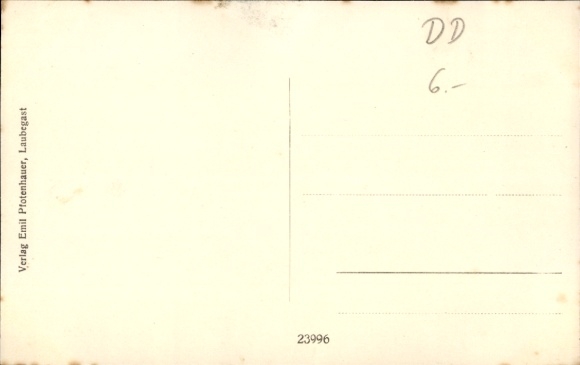 DD
6.-
Verlag Emil Pfotenhauer, Laubegast
23996